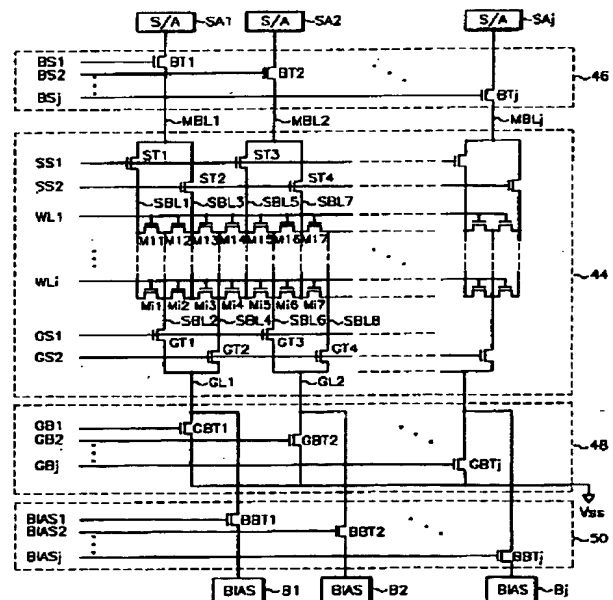 S/A SA1 S/A SA2 S/A SAj
BS1 BT1
BS2 BT2
BSj BTj
46
MBL1 MBL2 MBLj
SS1 ST1 ST3
SS2 ST2 ST4
SBL1 SBL3 SBL5 SBL7
WL1
M11 M12 M13 M14 M15 M16 M17
44
WLi
Mi1 Mi2 Mi3 Mi4 Mi5 Mi6 Mi7
SBL2 SBL4 SBL6 SBL8
GS1 GT1 GT3
GS2 GT2 GT4
GL1 GL2
GB1 GBT1
GB2 GBT2
48
GBj GBTj
Vss
BIAS1 BBT1
BIAS2 BBT2
50
BIASj BBTj
BIAS B1 BIAS B2 BIAS Bj